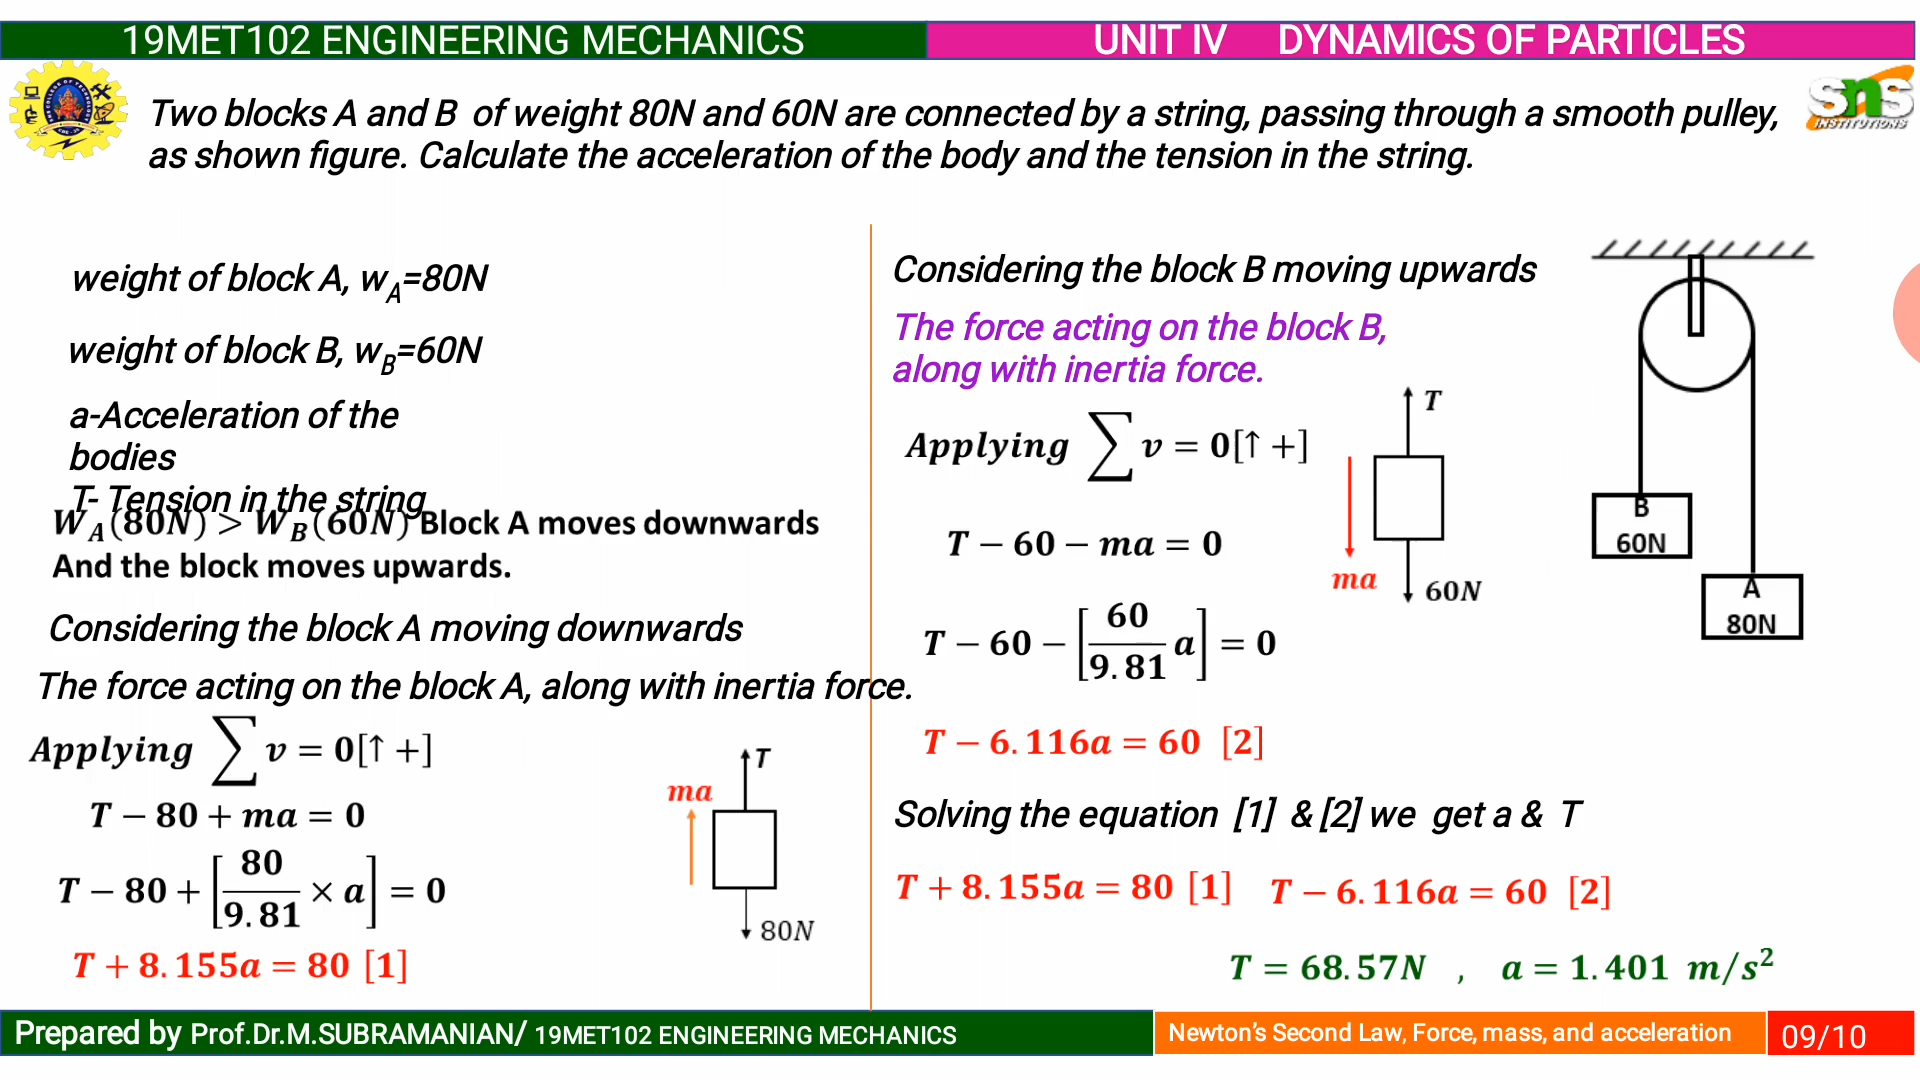 19MET102 ENGINEERING MECHANICS
UNIT IV DYNAMICS OF PARTICLES
Two blocks A and B of weight 80N and 60N are connected by a string, passing through a smooth pulley,
as shown figure. Calculate the acceleration of the body and the tension in the string.
SNS
INSTITUTIONS
weight of block A, w_A=80N
weight of block B, w_B=60N
a-Acceleration of the
bodies
T- Tension in the string
W_A(80N) > W_B(60N) Block A moves downwards
And the block moves upwards.
Considering the block A moving downwards
The force acting on the block A, along with inertia force.
Applying ∑ v = 0[↑ +]
T − 80 + ma = 0
T − 80 + [80/9.81 × a] = 0
T + 8.155a = 80 [1]
T
ma
80N
Considering the block B moving upwards
The force acting on the block B,
along with inertia force.
Applying ∑ v = 0[↑ +]
T − 60 − ma = 0
T − 60 − [60/9.81 a] = 0
T − 6.116a = 60 [2]
T
ma
60N
B
60N
A
80N
Solving the equation [1] & [2] we get a & T
T + 8.155a = 80 [1] T − 6.116a = 60 [2]
T = 68.57N , a = 1.401 m/s²
Prepared by Prof.Dr.M.SUBRAMANIAN/ 19MET102 ENGINEERING MECHANICS
Newton’s Second Law, Force, mass, and acceleration
09/10